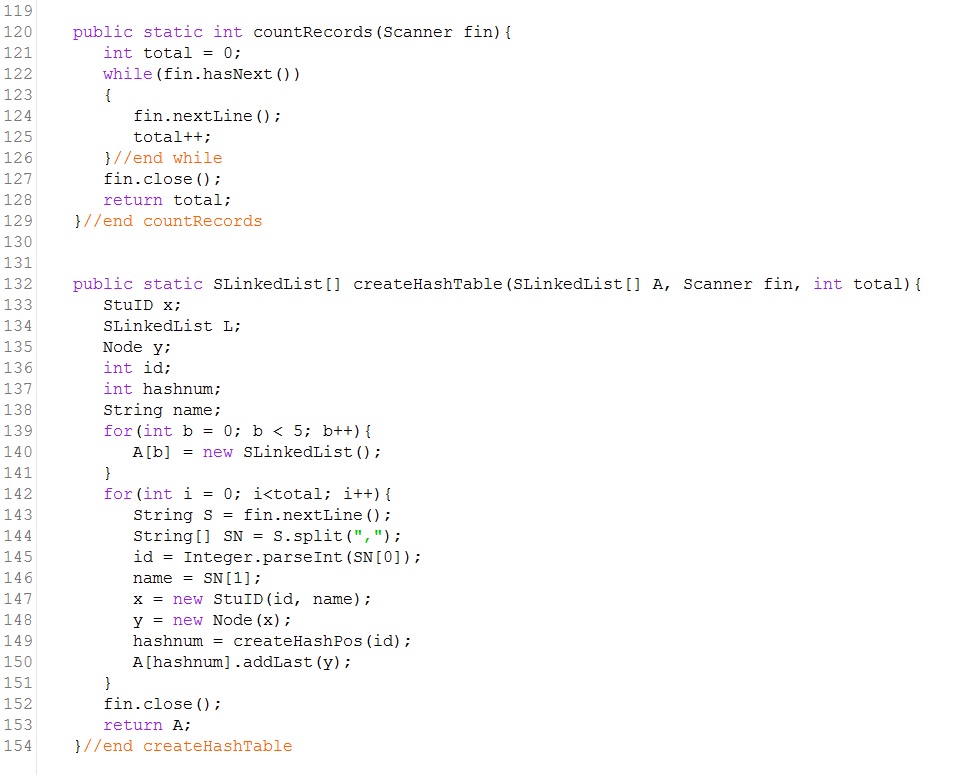 119
120 public static int countRecords(Scanner fin){
121 int total = 0;
122 while(fin.hasNext())
123 {
124 fin.nextLine();
125 total++;
126 }//end while
127 fin.close();
128 return total;
129 }//end countRecords
130
131
132 public static SLinkedList[] createHashTable(SLinkedList[] A, Scanner fin, int total){
133 StuID x;
134 SLinkedList L;
135 Node y;
136 int id;
137 int hashnum;
138 String name;
139 for(int b = 0; b < 5; b++){
140 A[b] = new SLinkedList();
141 }
142 for(int i = 0; i<total; i++){
143 String S = fin.nextLine();
144 String[] SN = S.split(",");
145 id = Integer.parseInt(SN[0]);
146 name = SN[1];
147 x = new StuID(id, name);
148 y = new Node(x);
149 hashnum = createHashPos(id);
150 A[hashnum].addLast(y);
151 }
152 fin.close();
153 return A;
154 }//end createHashTable